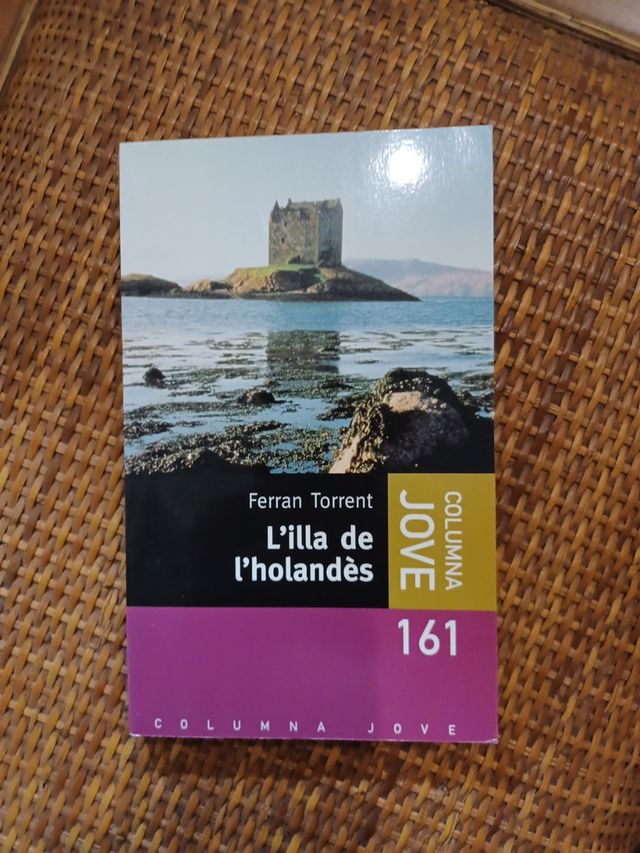 Ferran Torrent
L'illa de
l'holandès
COLUMNA
JOVE
161
COLUMNA JOVE